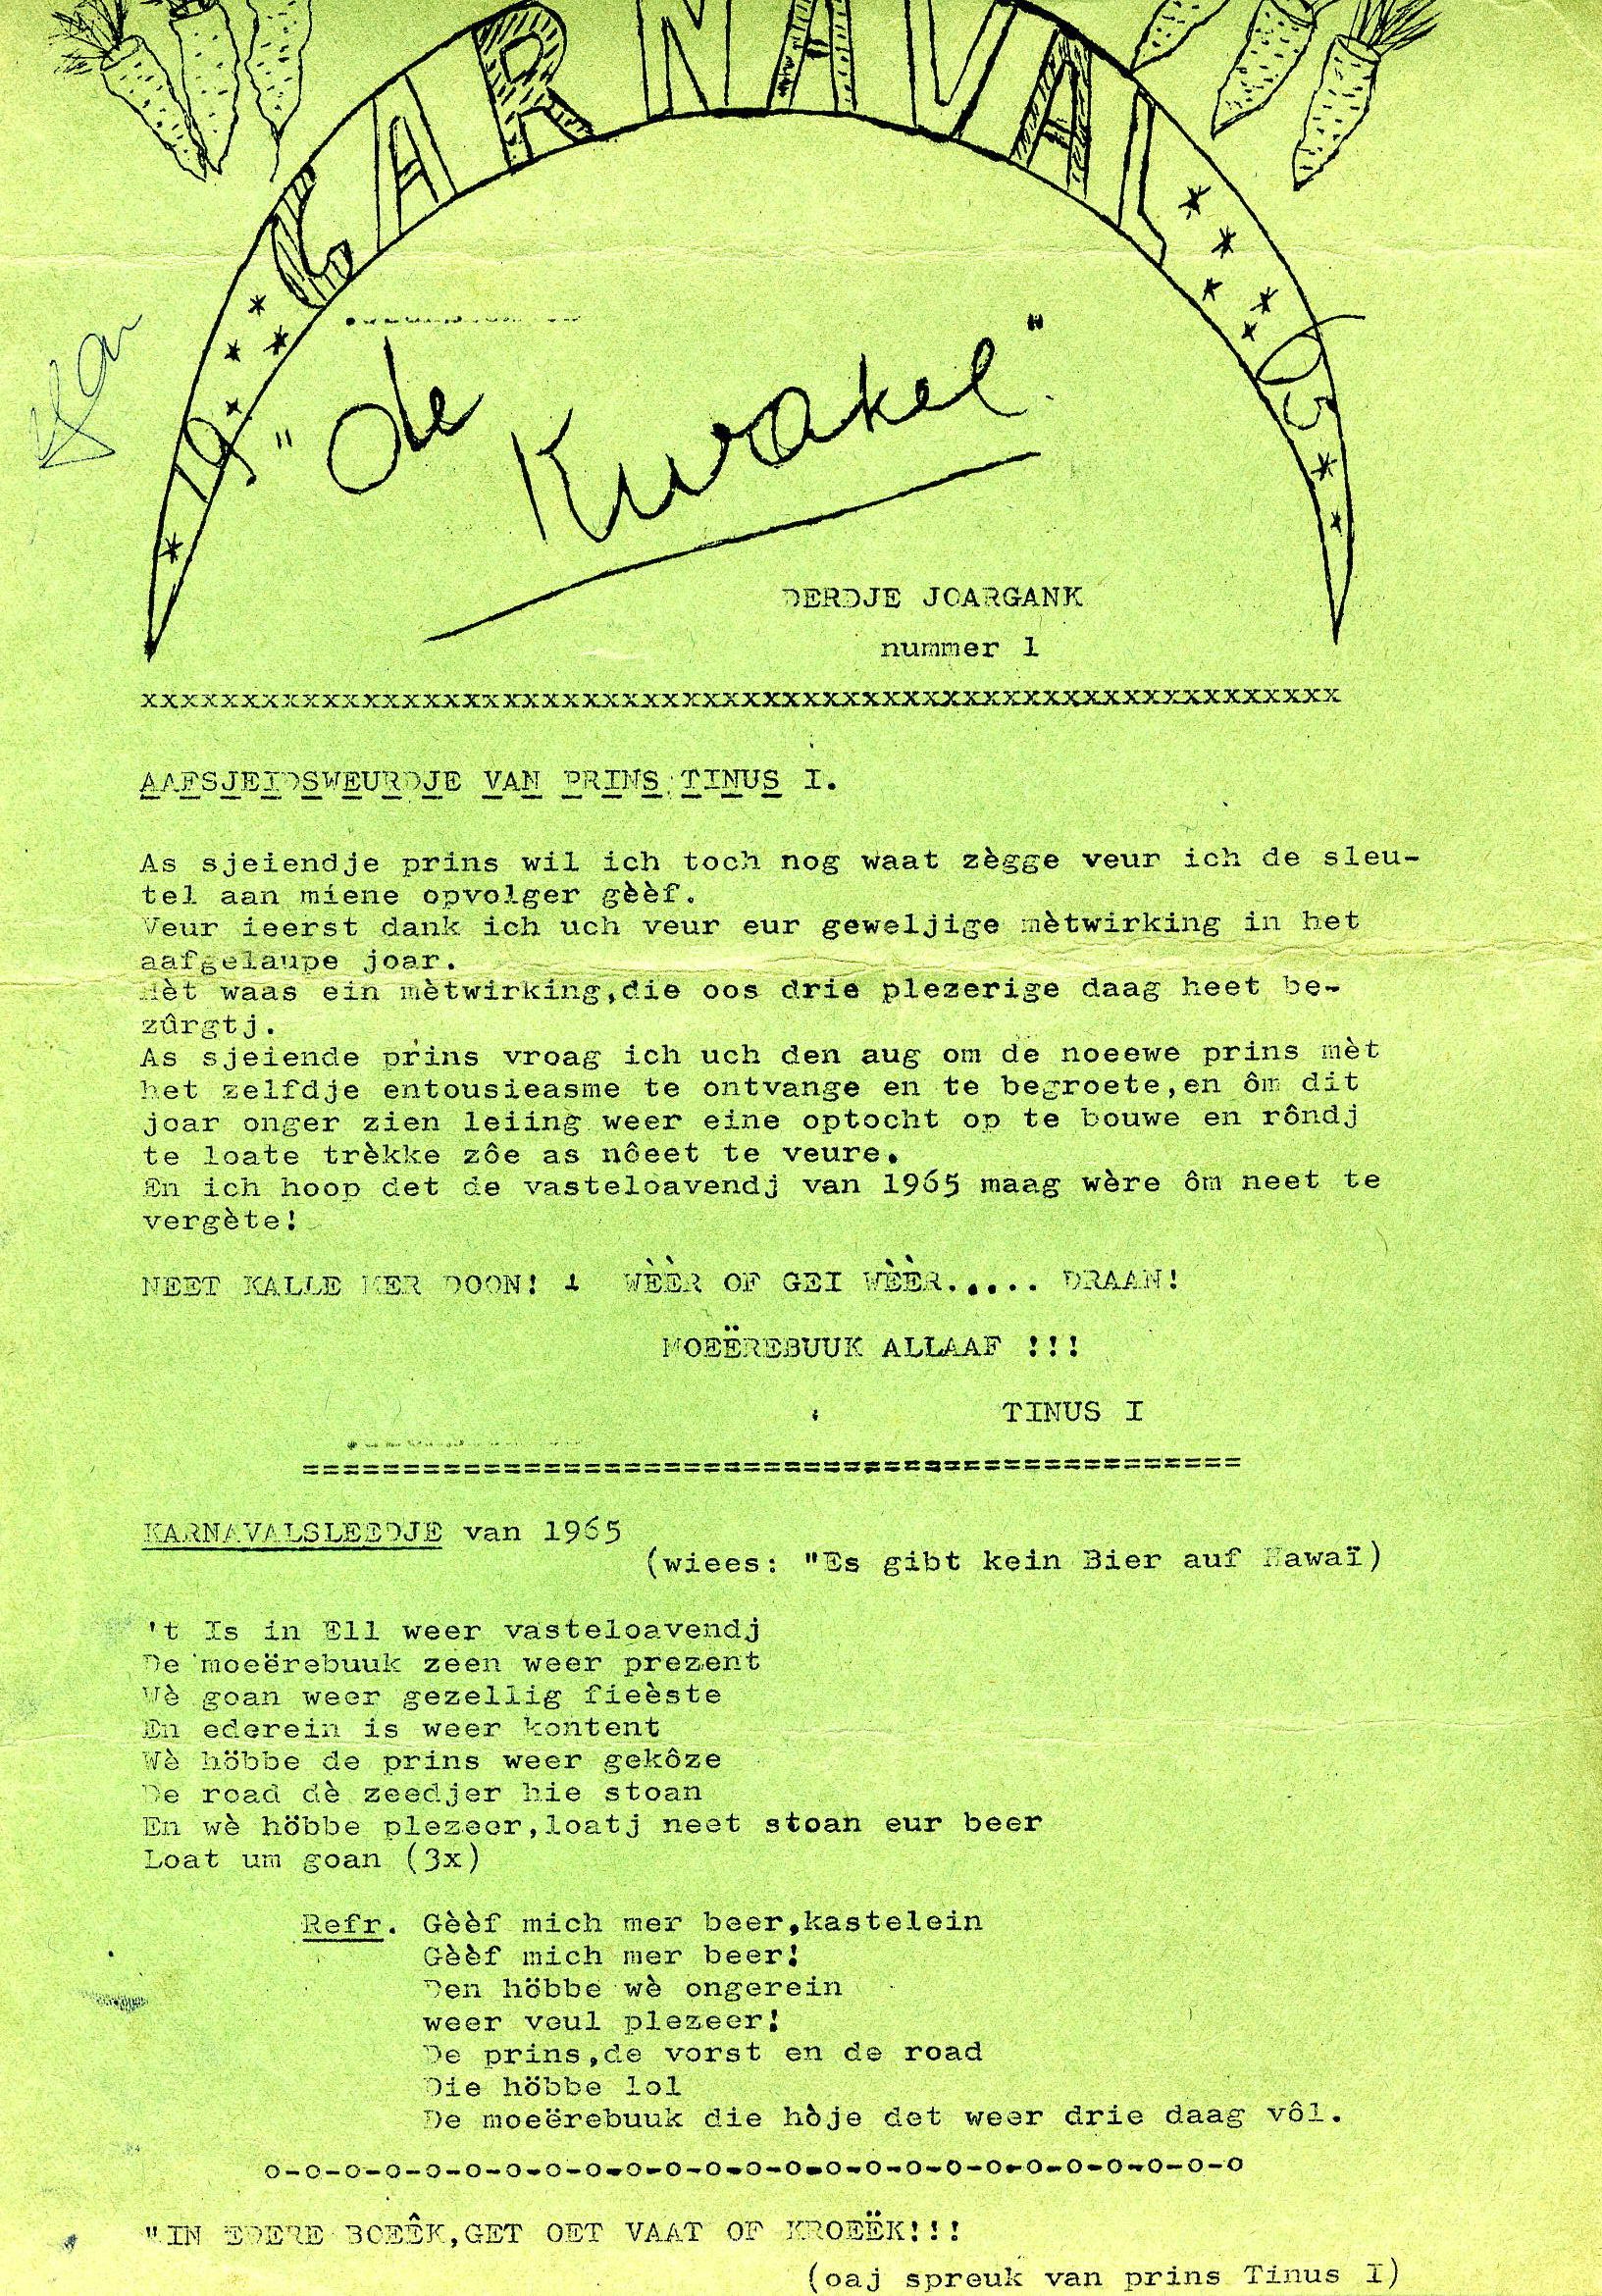 CARNAVAL
19 65
"de Kwakel"
DERDJE JOARGANK
nummer 1
xxxxxxxxxxxxxxxxxxxxxxxxxxxxxxxxxxxxxxxxxxxxxxxxxxxxxxxxxxxx
AAFSJEIDSWEURDJE VAN PRINS TINUS I.
As sjeiendje prins wil ich toch nog waat zègge veur ich de sleu-
tel aan miene opvolger gèèf.
Veur ieerst dank ich uch veur eur geweljige mètwirking in het
aafgelaupe joar.
Hèt waas ein mètwirking,die oos drie plezerige daag heet be-
zûrgtj.
As sjeiende prins vroag ich uch den aug om de noeewe prins mèt
het zelfdje entousieasme te ontvange en te begroete,en ôm dit
joar onger zien leiing weer eine optocht op te bouwe en rôndj
te loate trèkke zôe as nôeet te veure.
En ich hoop det de vasteloavendj van 1965 maag wère ôm neet te
vergète!
NEET KALLE MER DOON! WÈÈR OF GEI WÈÈR..... DRAAN!
MOEËREBUUK ALLAAF !!!
TINUS I
===============================================
KARNAVALSLEEDJE van 1965
(wiees: "Es gibt kein Bier auf Hawaï)
't Is in Ell weer vasteloavendj
De moeërebuuk zeen weer prezent
Wè goan weer gezellig fieèste
En ederein is weer kontent
Wè höbbe de prins weer gekôze
De road dè zeedjer hie stoan
En wè höbbe plezeer,loatj neet stoan eur beer
Loat um goan (3x)
Refr. Gèèf mich mer beer,kastelein
Gèèf mich mer beer!
Den höbbe wè ongerein
weer veul plezeer!
De prins,de vorst en de road
Die höbbe lol
De moeërebuuk die hòje det weer drie daag vôl.
o-o-o-o-o-o-o-o-o-o-o-o-o-o-o-o-o-o-o-o-o-o-o-o-o
"IN EDERE BOEÊK,GET OET VAAT OF KROEËK!!!
(oaj spreuk van prins Tinus I)